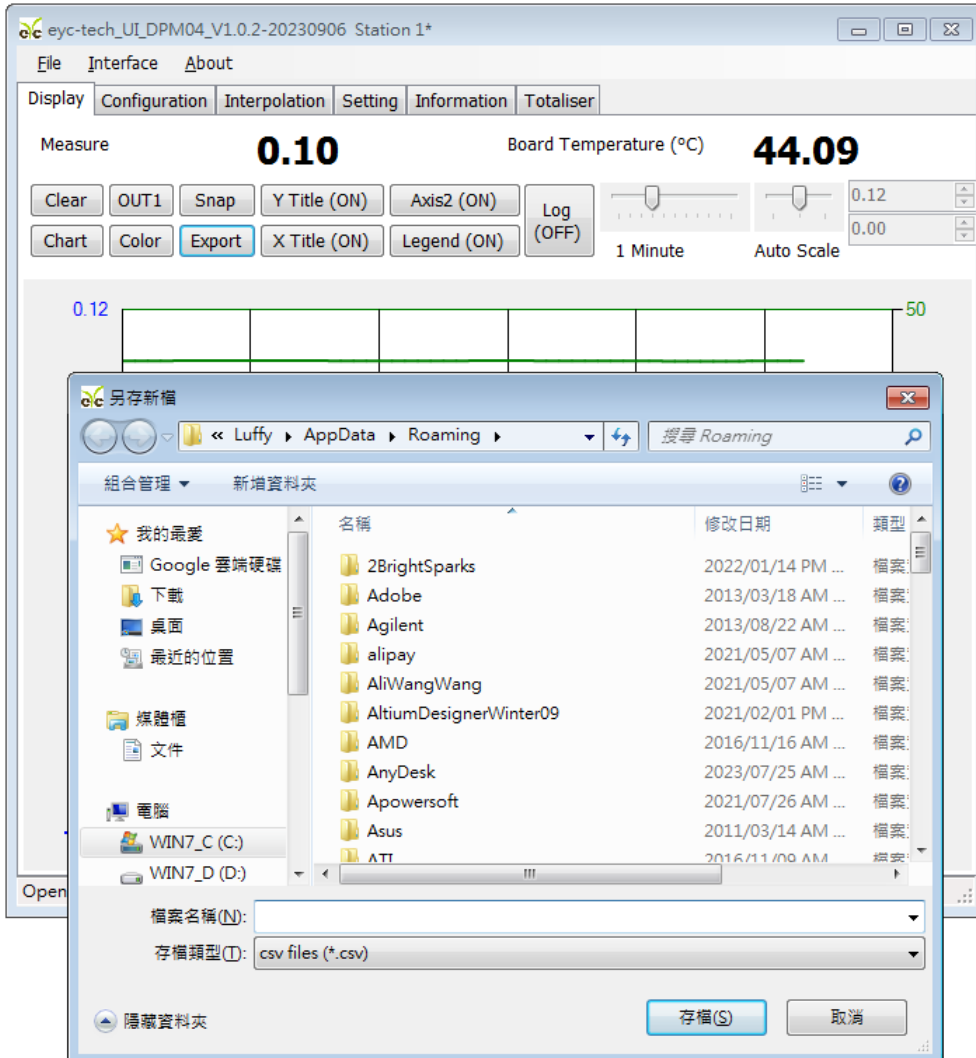 eyc-tech_UI_DPM04_V1.0.2-20230906 Station 1*
File Interface About
Display Configuration Interpolation Setting Information Totaliser
Measure 0.10 Board Temperature (°C) 44.09
Clear OUT1 Snap Y Title (ON) Axis2 (ON) Log (OFF) 0.12
Chart Color Export X Title (ON) Legend (ON) 1 Minute Auto Scale 0.00
0.12 50
另存新檔
« Luffy ▸ AppData ▸ Roaming ▸ 搜尋 Roaming
組合管理 新增資料夾
名稱 修改日期 類型
我的最愛
Google 雲端硬碟
下載
桌面
最近的位置
媒體櫃
文件
電腦
WIN7_C (C:)
WIN7_D (D:)
2BrightSparks 2022/01/14 PM ... 檔案
Adobe 2013/03/18 AM ... 檔案
Agilent 2013/08/22 AM ... 檔案
alipay 2021/05/07 AM ... 檔案
AliWangWang 2021/05/07 AM ... 檔案
AltiumDesignerWinter09 2021/02/01 PM ... 檔案
AMD 2016/11/16 AM ... 檔案
AnyDesk 2023/07/25 AM ... 檔案
Apowersoft 2021/07/26 AM ... 檔案
Asus 2011/03/14 AM ... 檔案
ATI 2016/11/09 AM 檔案
Open
檔案名稱(N):
存檔類型(T): csv files (*.csv)
隱藏資料夾 存檔(S) 取消